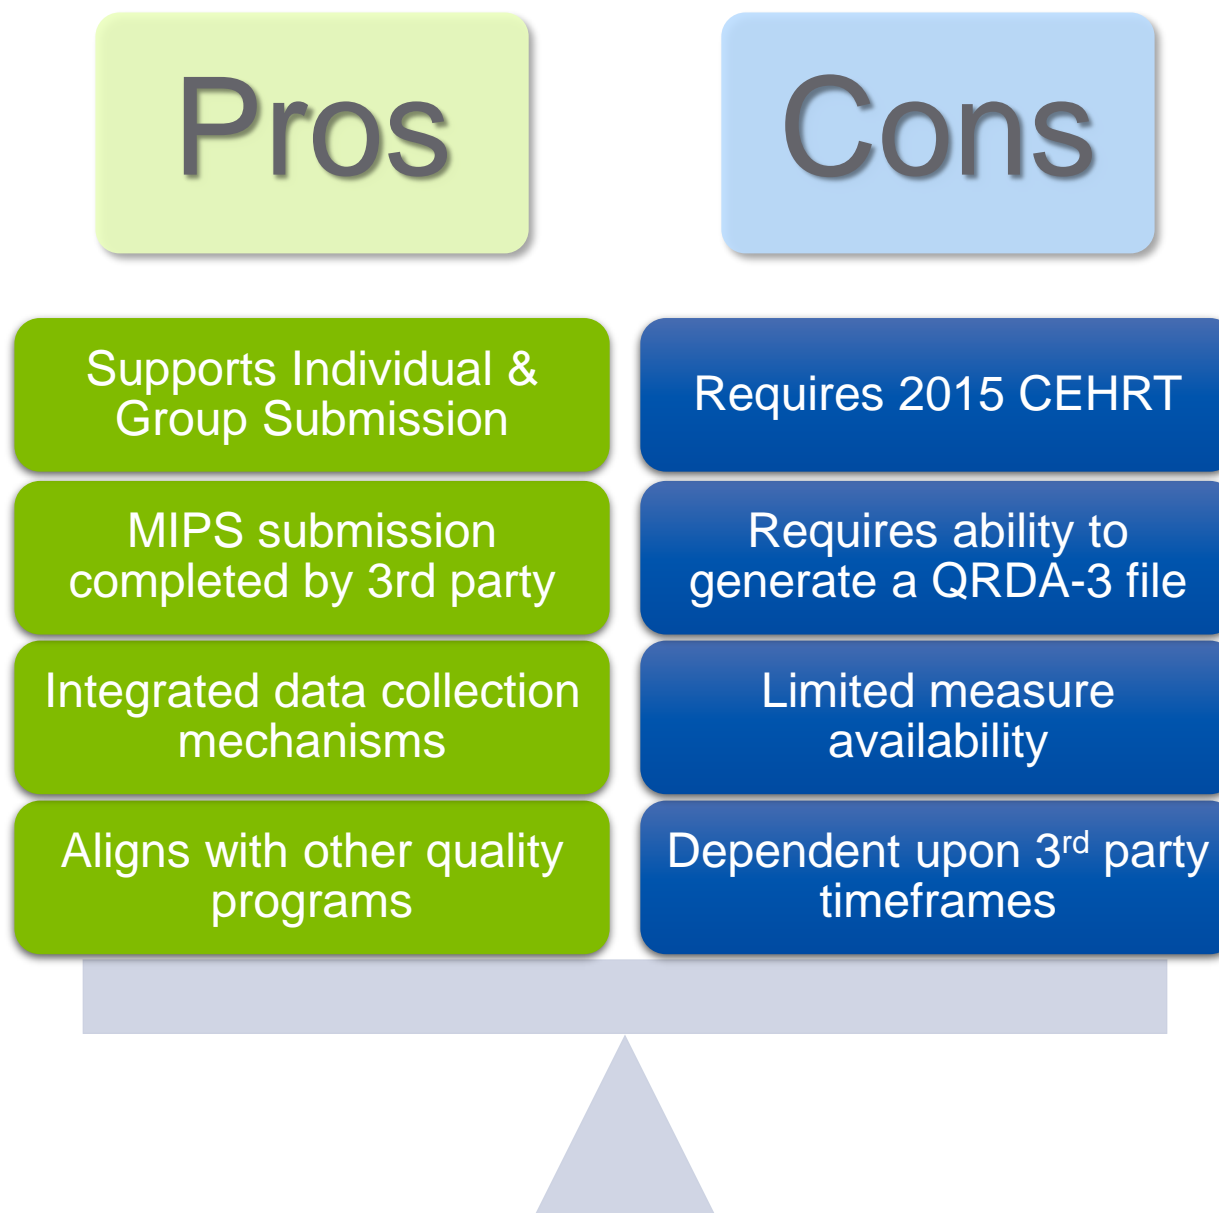 Pros
Cons
Supports Individual &
Group Submission
MIPS submission
completed by 3rd party
Integrated data collection
mechanisms
Aligns with other quality
programs
Requires 2015 CEHRT
Requires ability to
generate a QRDA-3 file
Limited measure
availability
Dependent upon 3rd party
timeframes